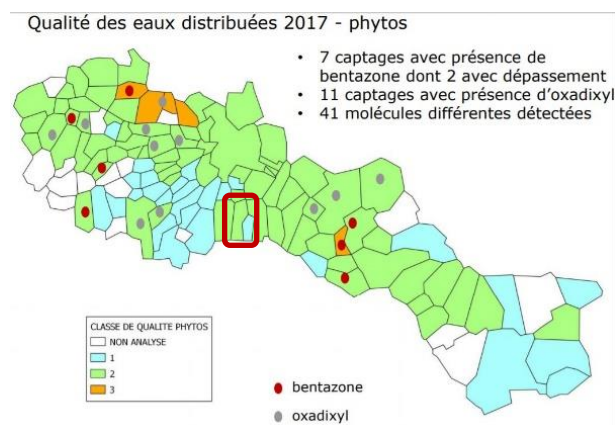 Qualité des eaux distribuées 2017 - phytos
• 7 captages avec présence de
bentazone dont 2 avec dépassement
• 11 captages avec présence d'oxadixyl
• 41 molécules différentes détectées
CLASSE DE QUALITE PHYTOS
NON ANALYSE
1
2
3
bentazone
oxadixyl